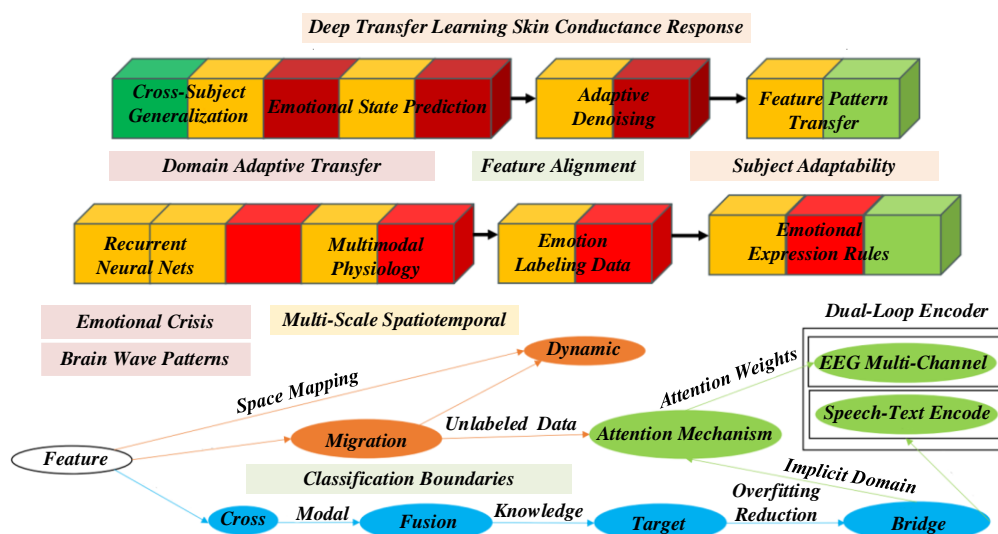 Deep Transfer Learning Skin Conductance Response
Cross-Subject
Generalization
Emotional State Prediction
Adaptive
Denoising
Feature Pattern
Transfer
Domain Adaptive Transfer
Feature Alignment
Subject Adaptability
Recurrent
Neural Nets
Multimodal
Physiology
Emotion
Labeling Data
Emotional
Expression Rules
Emotional Crisis
Multi-Scale Spatiotemporal
Dual-Loop Encoder
Brain Wave Patterns
Dynamic
EEG Multi-Channel
Space Mapping
Attention Weights
Speech-Text Encode
Migration
Unlabeled Data
Attention Mechanism
Feature
Classification Boundaries
Implicit Domain
Cross
Modal
Fusion
Knowledge
Target
Overfitting
Reduction
Bridge